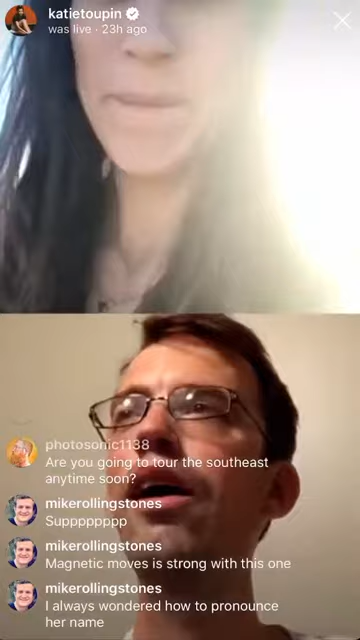 katietoupin
was live · 23h ago
photosonic1138
Are you going to tour the southeast
anytime soon?
mikerollingstones
Supppppppp
mikerollingstones
Magnetic moves is strong with this one
mikerollingstones
I always wondered how to pronounce
her name